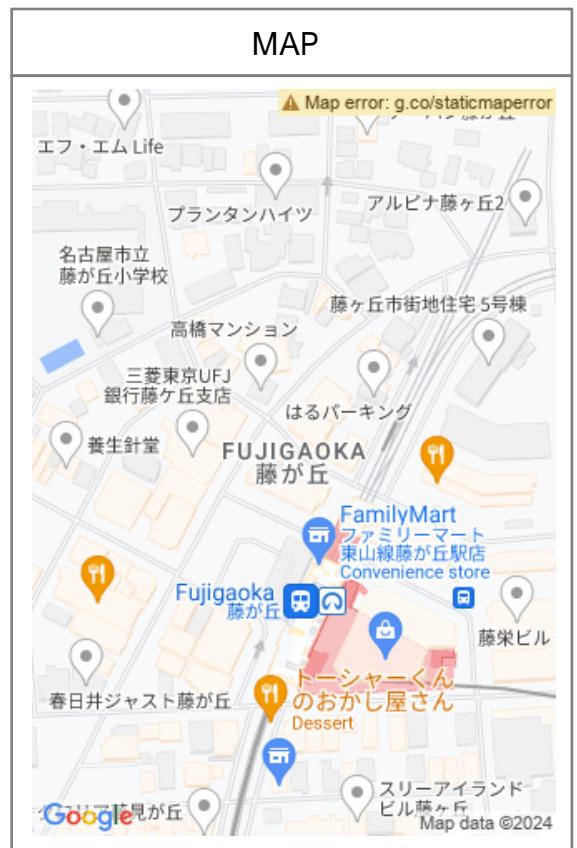 MAP
Map error: g.co/staticmaperror
エフ・エム Life
プランタンハイツ
アルピナ藤ヶ丘2
名古屋市立
藤が丘小学校
藤ヶ丘市街地住宅 5号棟
高橋マンション
三菱東京UFJ
銀行藤ケ丘支店
はるパーキング
養生針堂
FUJIGAOKA
藤が丘
FamilyMart
ファミリーマート
東山線藤が丘駅店
Convenience store
Fujigaoka
藤が丘
藤栄ビル
トーシャーくん
のおかし屋さん
Dessert
春日井ジャスト藤が丘
スリーアイランド
ビル藤ヶ丘
見が丘
Google
Map data ©2024